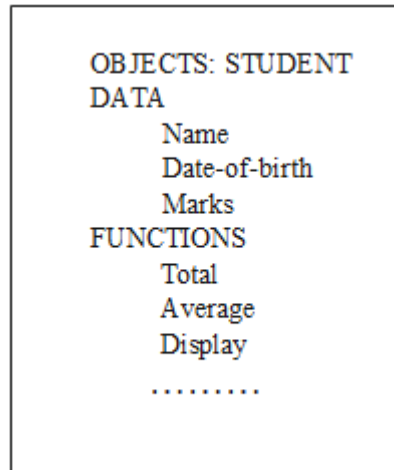 OBJECTS: STUDENT
DATA
Name
Date-of-birth
Marks
FUNCTIONS
Total
Average
Display
.........